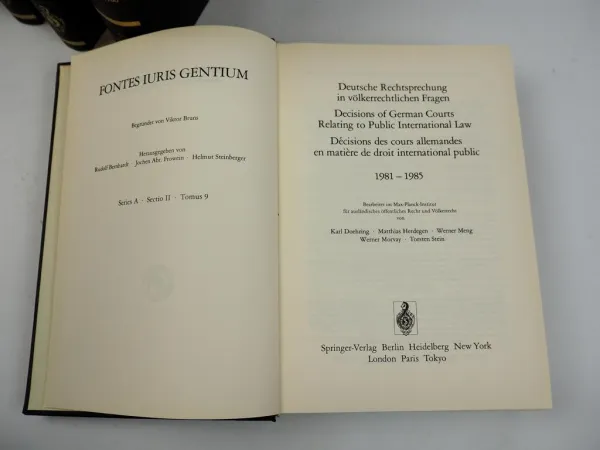 FONTES IURIS GENTIUM
Begründet von Viktor Bruns
Herausgegeben von
Rudolf Bernhardt · Jochen Abr. Frowein · Helmut Steinberger
Series A · Sectio II · Tomus 9
Deutsche Rechtsprechung
in völkerrechtlichen Fragen
Decisions of German Courts
Relating to Public International Law
Décisions des cours allemandes
en matière de droit international public
1981 – 1985
Bearbeitet im Max-Planck-Institut
für ausländisches öffentliches Recht und Völkerrecht
von
Karl Doehring · Matthias Herdegen · Werner Meng
Werner Morvay · Torsten Stein
Springer-Verlag Berlin Heidelberg New York
London Paris Tokyo